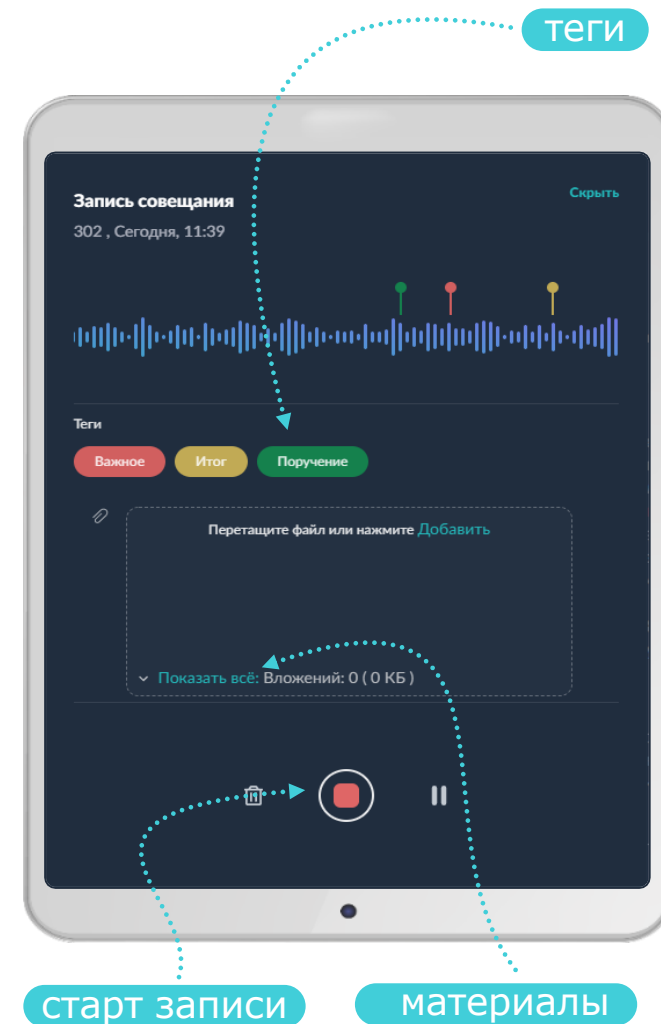 теги
Запись совещания
Скрыть
302 , Сегодня, 11:39
Теги
Важное
Итог
Поручение
Перетащите файл или нажмите Добавить
Показать всё: Вложений: 0 ( 0 КБ )
старт записи
материалы